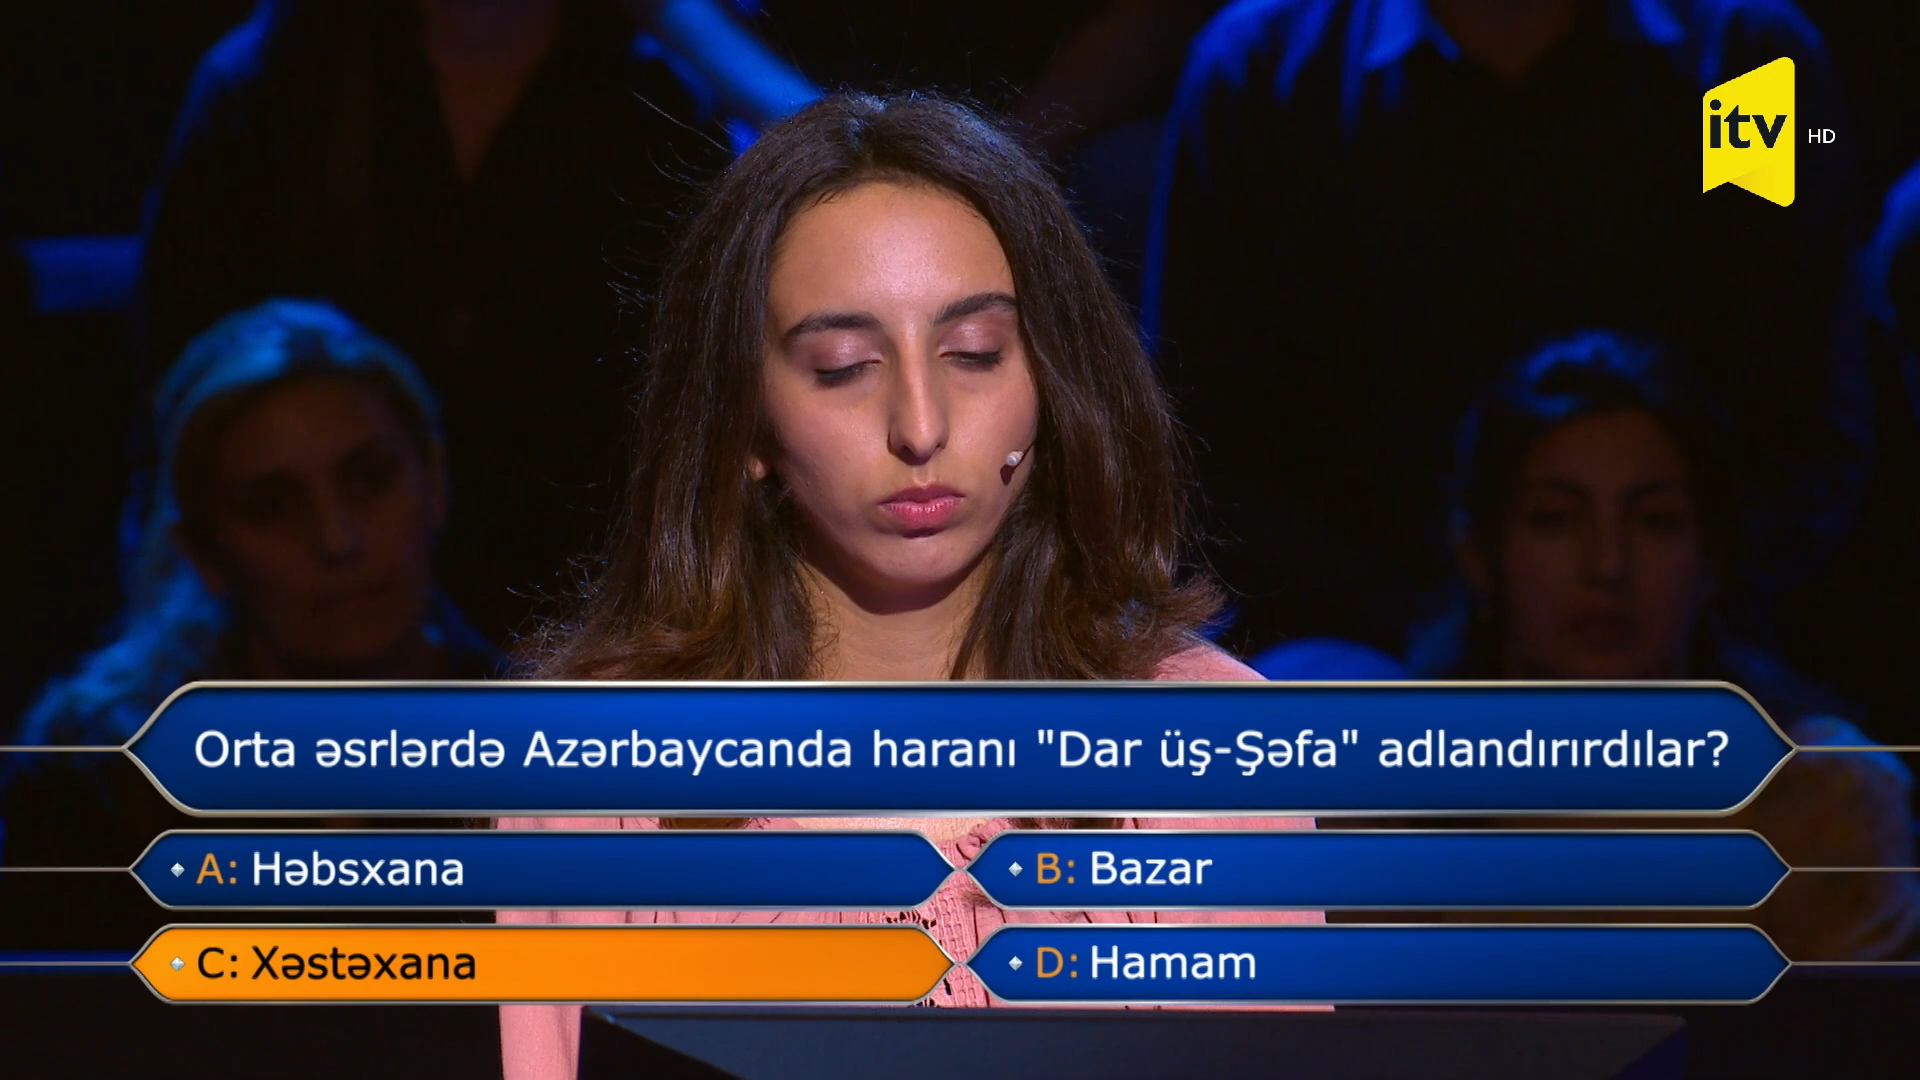 itv HD
Orta əsrlərdə Azərbaycanda haranı "Dar üş-Şəfa" adlandırırdılar?
A: Həbsxana
B: Bazar
C: Xəstəxana
D: Hamam